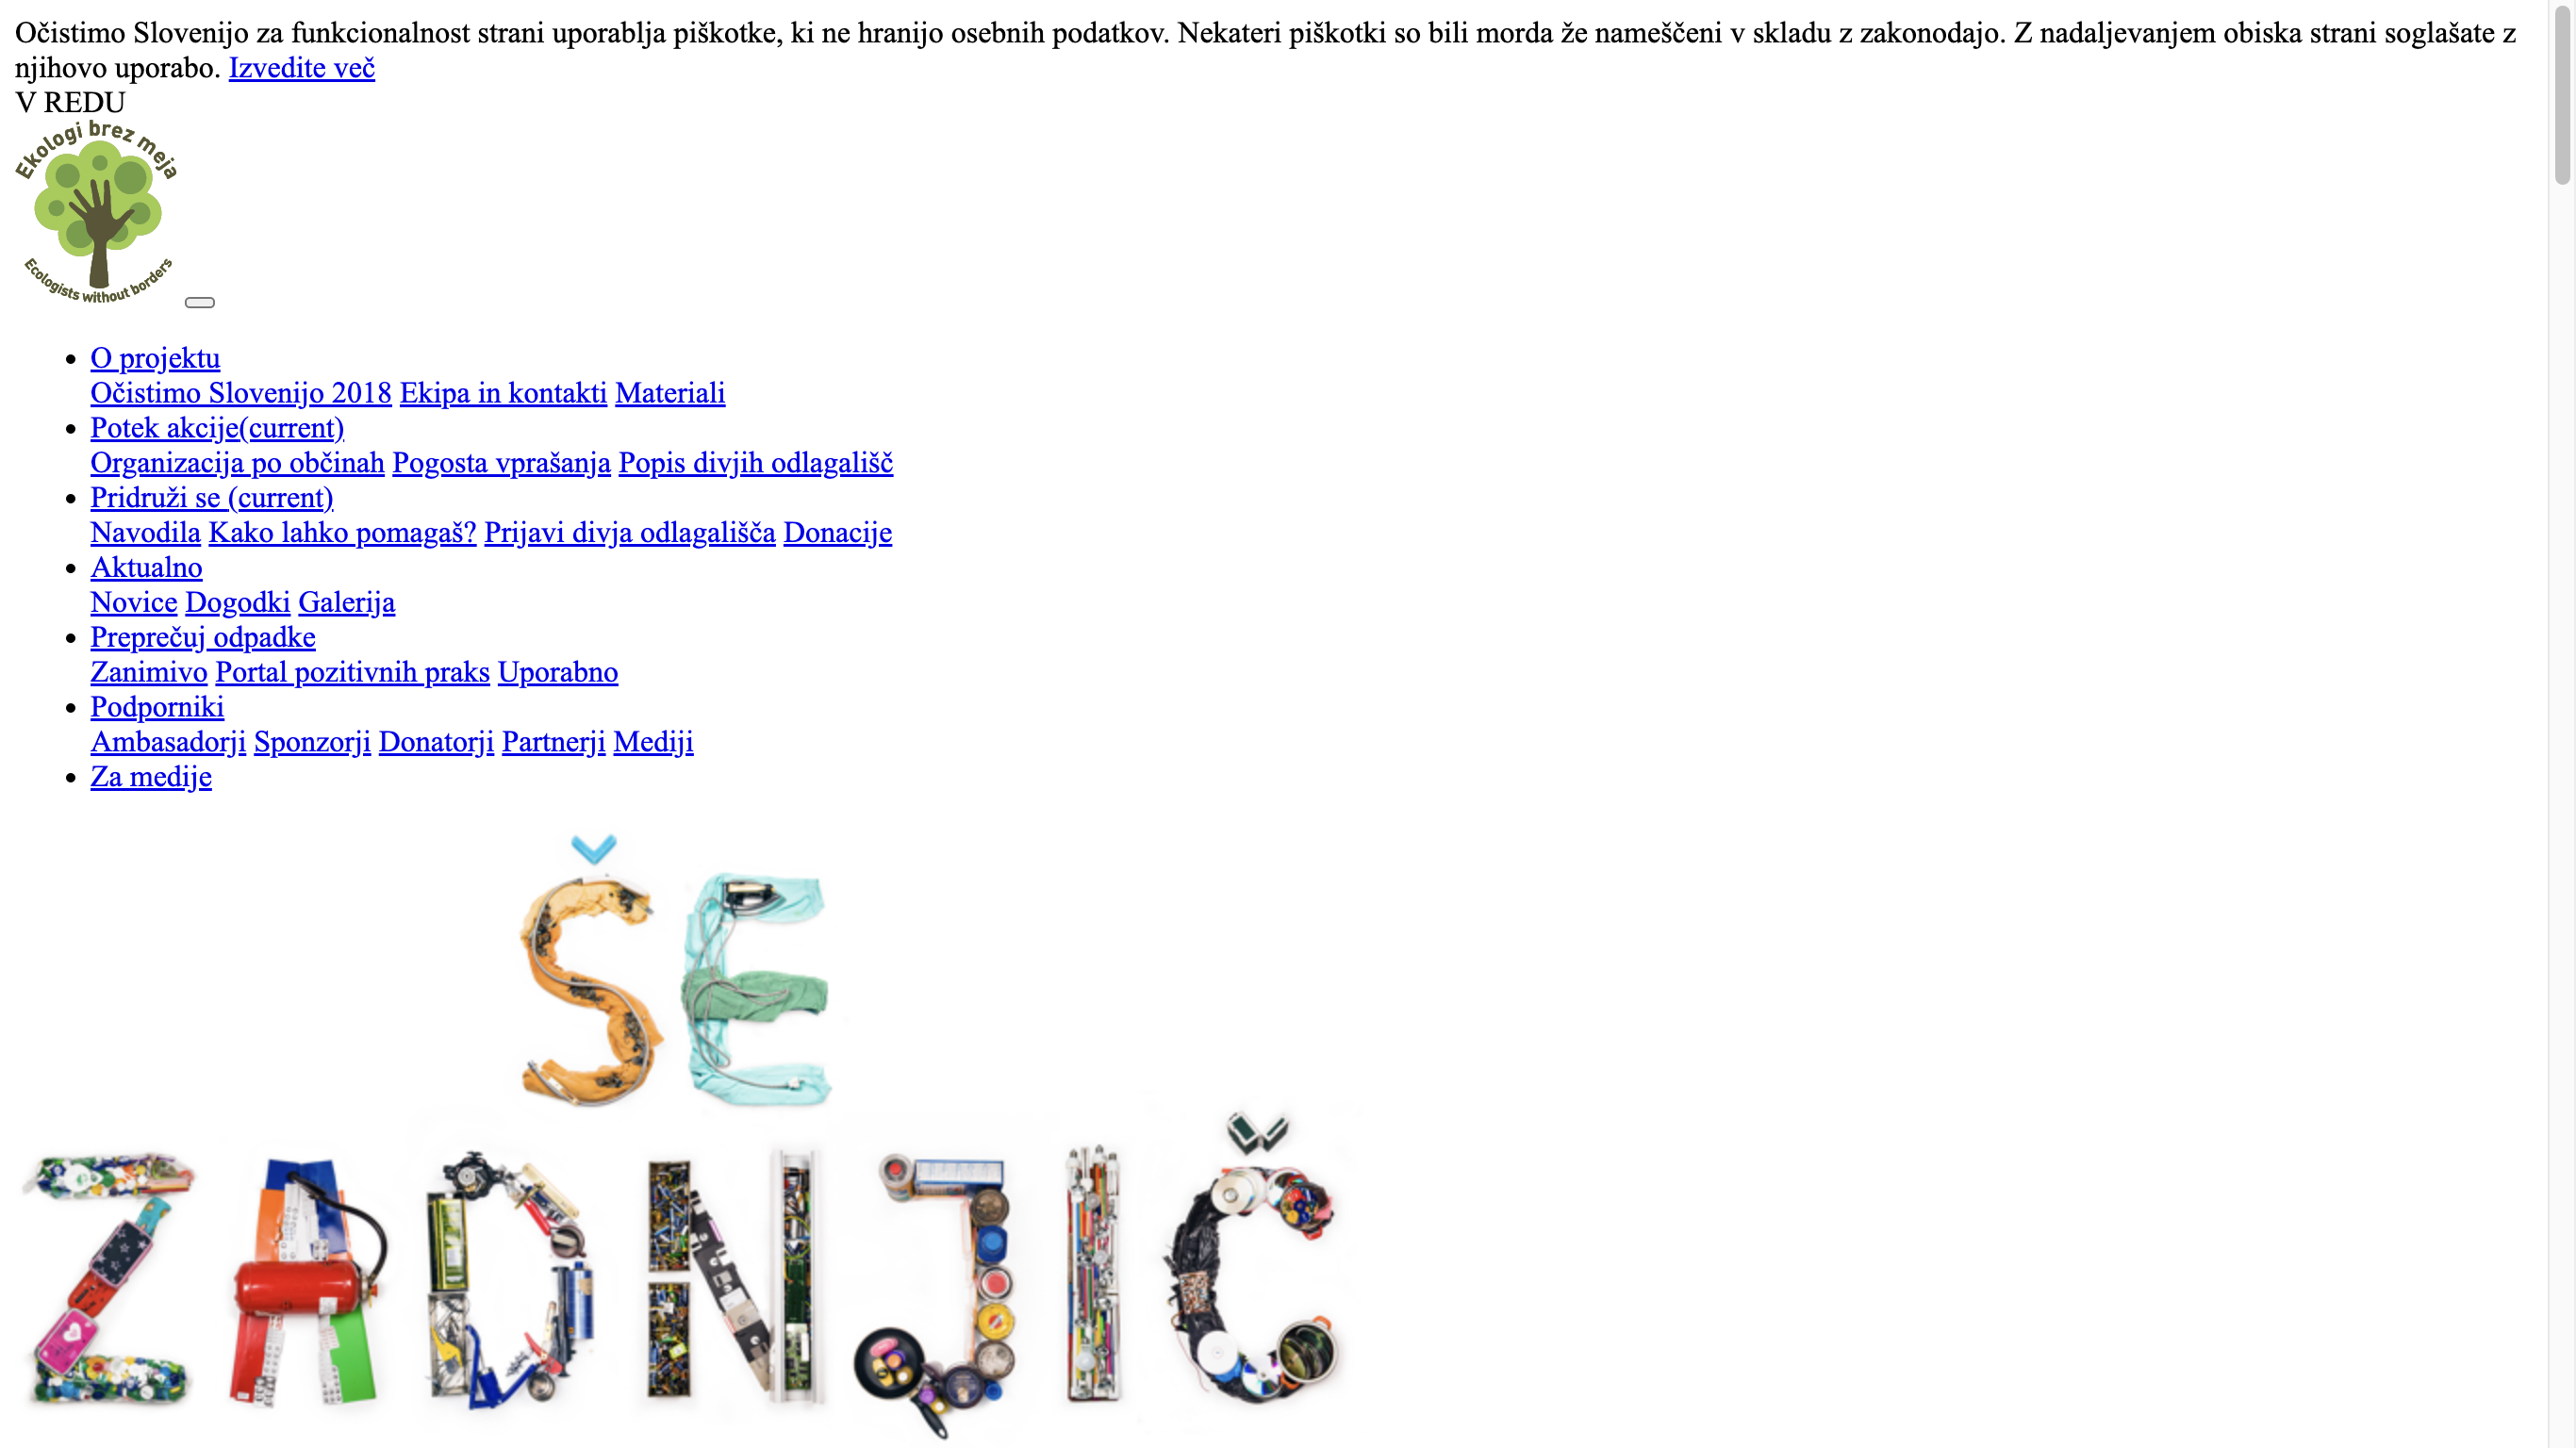 Očistimo Slovenijo za funkcionalnost strani uporablja piškotke, ki ne hranijo osebnih podatkov. Nekateri piškotki so bili morda že nameščeni v skladu z zakonodajo. Z nadaljevanjem obiska strani soglašate z
njihovo uporabo. Izvedite več
V REDU
Ekologi brez meja
Ecologists without borders
O projektu
Očistimo Slovenijo 2018 Ekipa in kontakti Materiali
Potek akcije(current)
Organizacija po občinah Pogosta vprašanja Popis divjih odlagališč
Pridruži se (current)
Navodila Kako lahko pomagaš? Prijavi divja odlagališča Donacije
Aktualno
Novice Dogodki Galerija
Preprečuj odpadke
Zanimivo Portal pozitivnih praks Uporabno
Podporniki
Ambasadorji Sponzorji Donatorji Partnerji Mediji
Za medije
ŠE
ZADNJIČ